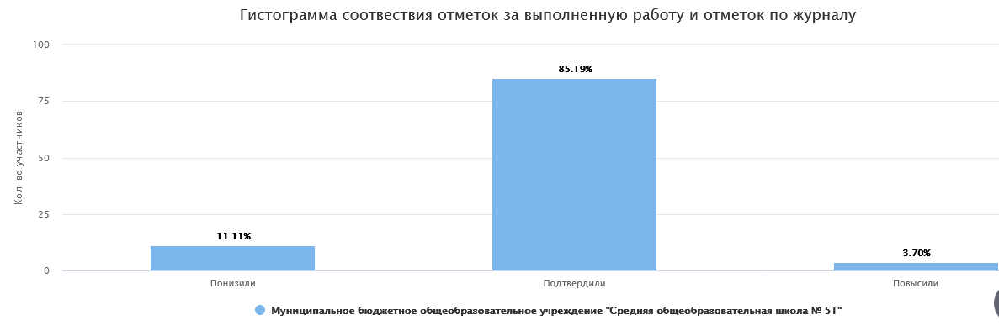 Гистограмма соотвествия отметок за выполненную работу и отметок по журналу
Кол-во участников
100
75
50
25
0
11.11%
85.19%
3.70%
Понизили
Подтвердили
Повысили
Муниципальное бюджетное общеобразовательное учреждение "Средняя общеобразовательная школа № 51"